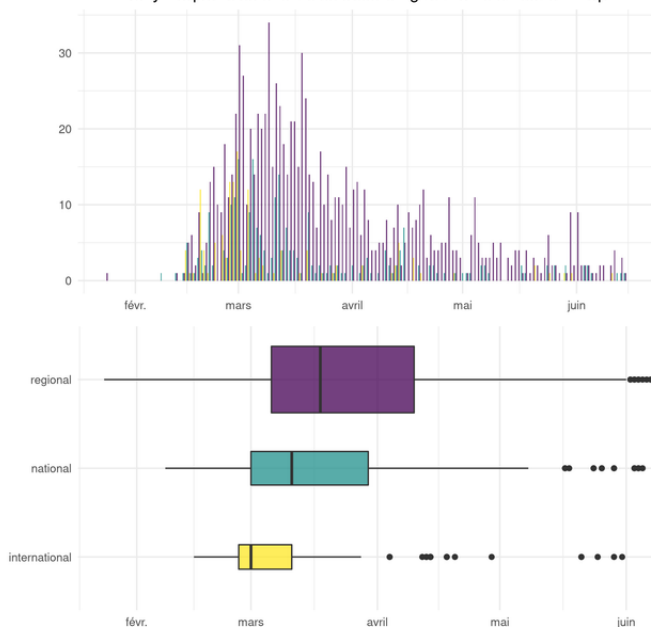 30
20
10
0
févr. mars avril mai juin
regional
national
international
févr. mars avril mai juin